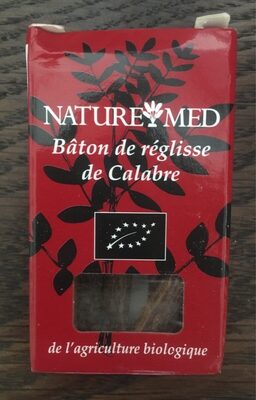 NATURE MED
Bâton de réglisse
de Calabre
de l'agriculture biologique